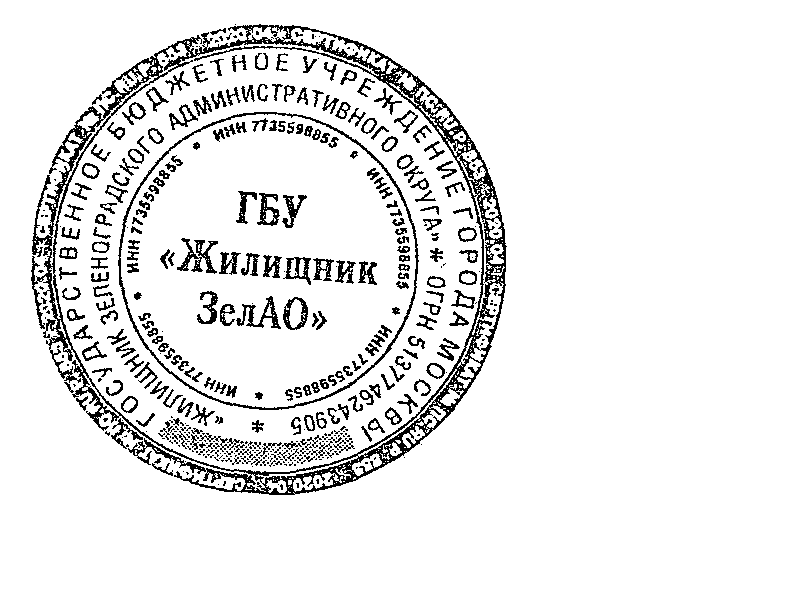 ГОСУДАРСТВЕННОЕ БЮДЖЕТНОЕ УЧРЕЖДЕНИЕ ГОРОДА МОСКВЫ
«ЖИЛИЩНИК ЗЕЛЕНОГРАДСКОГО АДМИНИСТРАТИВНОГО ОКРУГА» * ОГРН 5137746243905 *
ИНН 7735598855 * ИНН 7735598855 * ИНН 7735598855 * ИНН 7735598855 * ИНН 7735598855 * ИНН 7735598855 *
ГБУ
«Жилищник
ЗелАО»